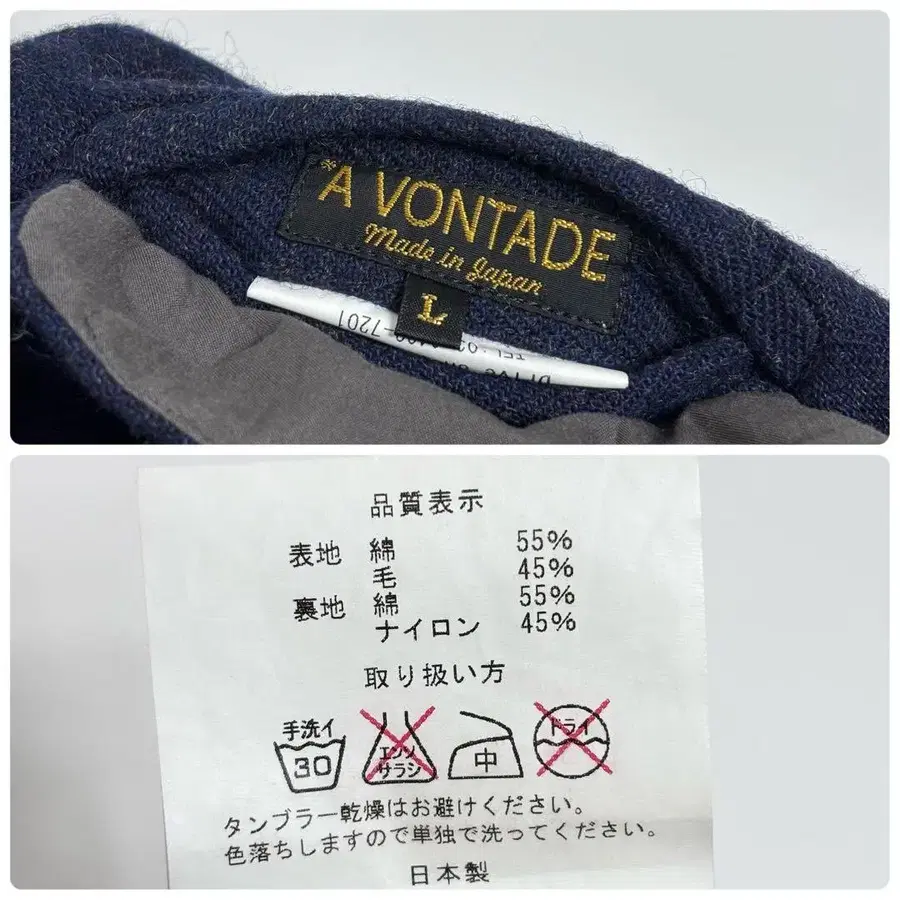 *A VONTADE
Made in Japan
L
品質表示
表地 綿 55%
毛 45%
裏地 綿 55%
ナイロン 45%
取り扱い方
手洗イ
30
エンソ
サラシ
中
ドライ
タンブラー乾燥はお避けください。
色落ちしますので単独で洗ってください。
日本製